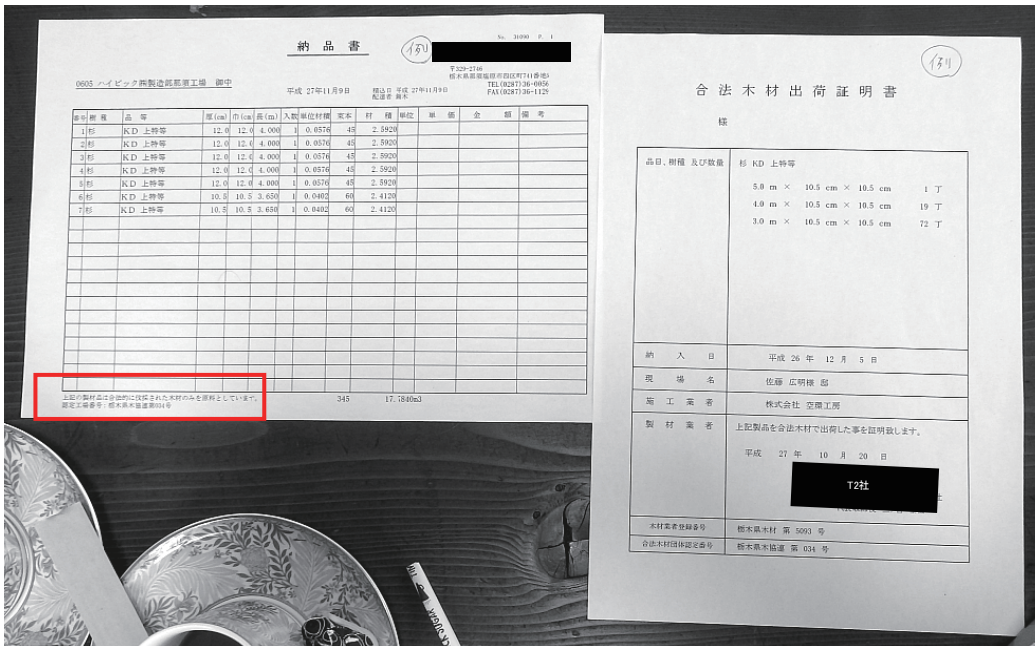 納品書
例
No. 31090 P. 1
〒329-2746
栃木県那須塩原市四区町741番地
TEL(0287)36-0056
FAX(0287)36-1129
0605 ハイビック㈱製造部那須工場 御中
平成 27年11月9日
積込日 平成 27年11月9日
配達者
番号 樹種 品等 厚(cm) 巾(cm) 長(m) 入数 単位材積 束本 材積 単位 単価 金額 備考
1 杉 KD 上特等 12.0 12.0 4.000 1 0.0576 45 2.5920
2 杉 KD 上特等 12.0 12.0 4.000 1 0.0576 45 2.5920
3 杉 KD 上特等 12.0 12.0 4.000 1 0.0576 45 2.5920
4 杉 KD 上特等 12.0 12.0 4.000 1 0.0576 45 2.5920
5 杉 KD 上特等 12.0 12.0 4.000 1 0.0576 45 2.5920
6 杉 KD 上特等 10.5 10.5 3.650 1 0.0402 60 2.4120
7 杉 KD 上特等 10.5 10.5 3.650 1 0.0402 60 2.4120
345 17.7840m3
上記の製材品は合法的に伐採された木材のみを原料としています。
認定工場番号：栃木県木協連第034号
例
合法木材出荷証明書
様
品目、樹種 及び数量 杉 KD 上特等
5.0 m × 10.5 cm × 10.5 cm 1 丁
4.0 m × 10.5 cm × 10.5 cm 19 丁
3.0 m × 10.5 cm × 10.5 cm 72 丁
納入日 平成 26 年 12 月 5 日
現場名 佐藤 広明様 邸
施工業者 株式会社 空環工房
製材業者 上記製品を合法木材で出荷した事を証明致します。
平成 27 年 10 月 20 日
T2社
木材業者登録番号 栃木県木材 第 5093 号
合法木材団体認定番号 栃木県木協連 第 034 号